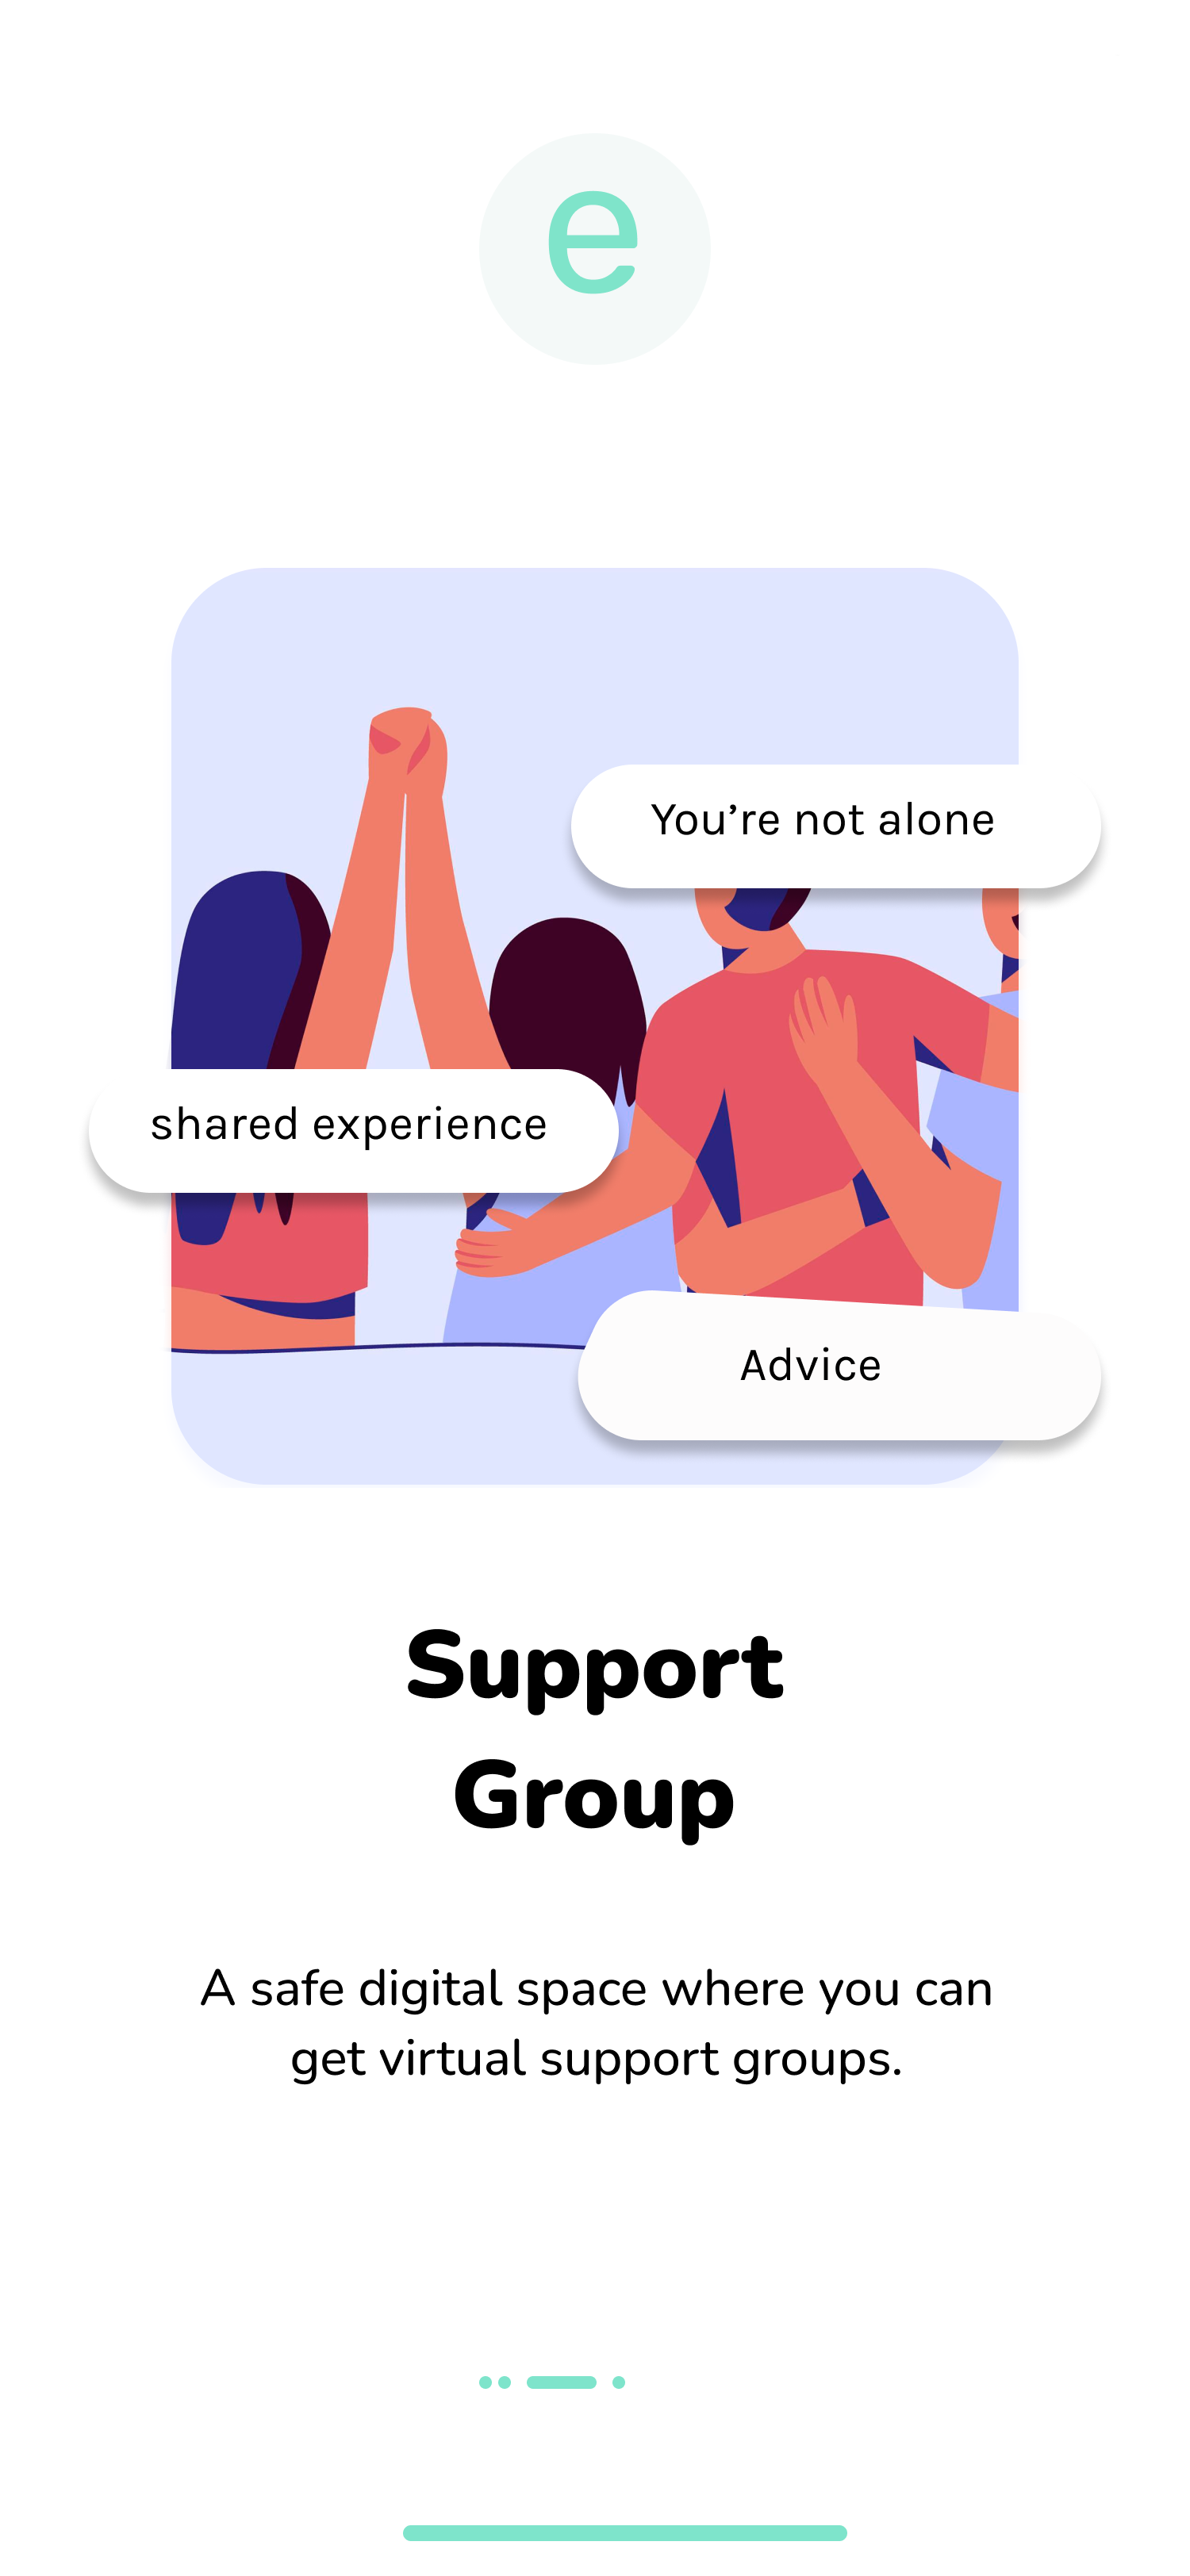 e
You’re not alone
shared experience
Advice
Support
Group
A safe digital space where you can
get virtual support groups.